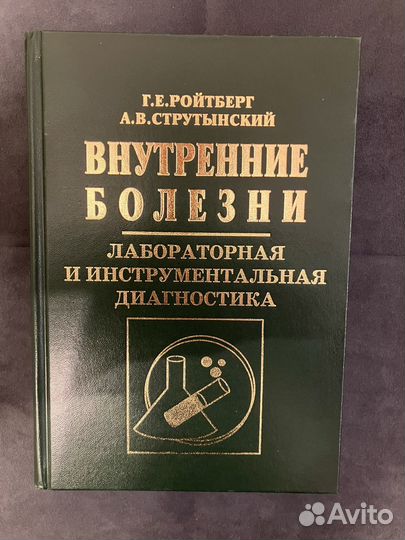 Г.Е.РОЙТБЕРГ
А.В.СТРУТЫНСКИЙ
ВНУТРЕННИЕ
БОЛЕЗНИ
ЛАБОРАТОРНАЯ
И ИНСТРУМЕНТАЛЬНАЯ
ДИАГНОСТИКА
Avito